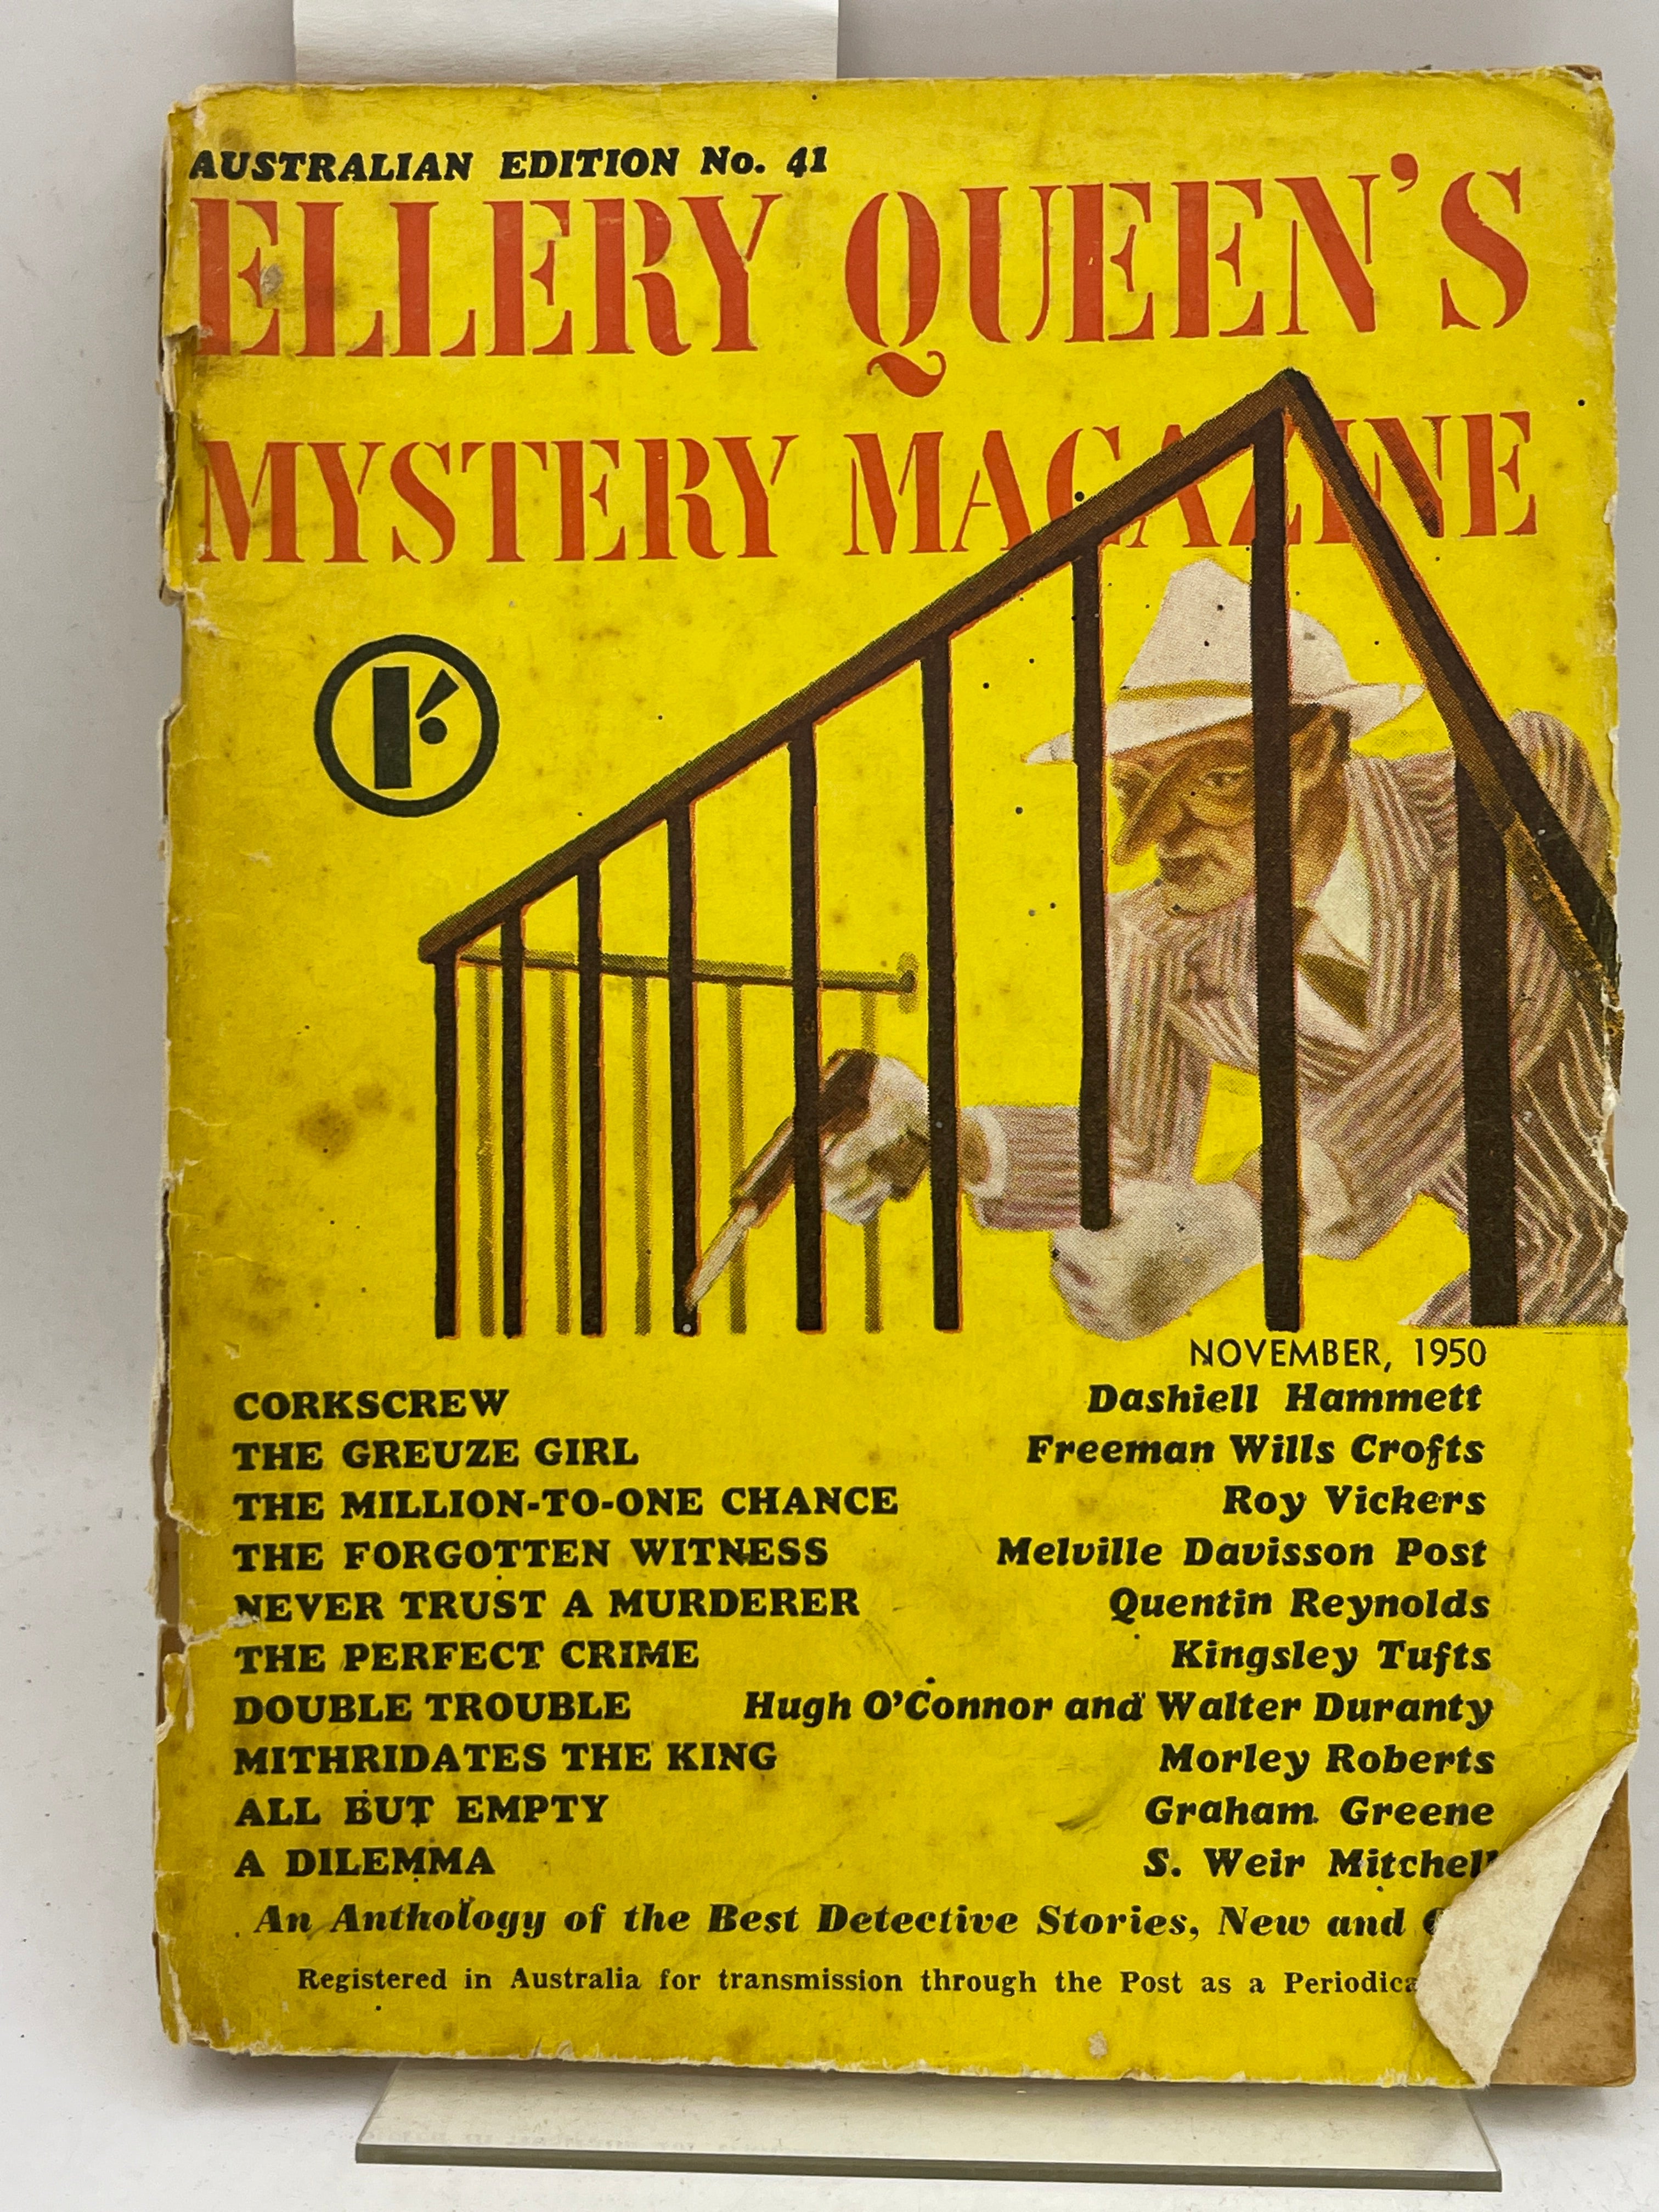 AUSTRALIAN EDITION No. 41
ELLERY QUEEN'S
MYSTERY MAGAZINE
1/-
NOVEMBER, 1950
CORKSCREW Dashiell Hammett
THE GREUZE GIRL Freeman Wills Crofts
THE MILLION-TO-ONE CHANCE Roy Vickers
THE FORGOTTEN WITNESS Melville Davisson Post
NEVER TRUST A MURDERER Quentin Reynolds
THE PERFECT CRIME Kingsley Tufts
DOUBLE TROUBLE Hugh O'Connor and Walter Duranty
MITHRIDATES THE KING Morley Roberts
ALL BUT EMPTY Graham Greene
A DILEMMA S. Weir Mitchell
An Anthology of the Best Detective Stories, New and
Registered in Australia for transmission through the Post as a Periodica